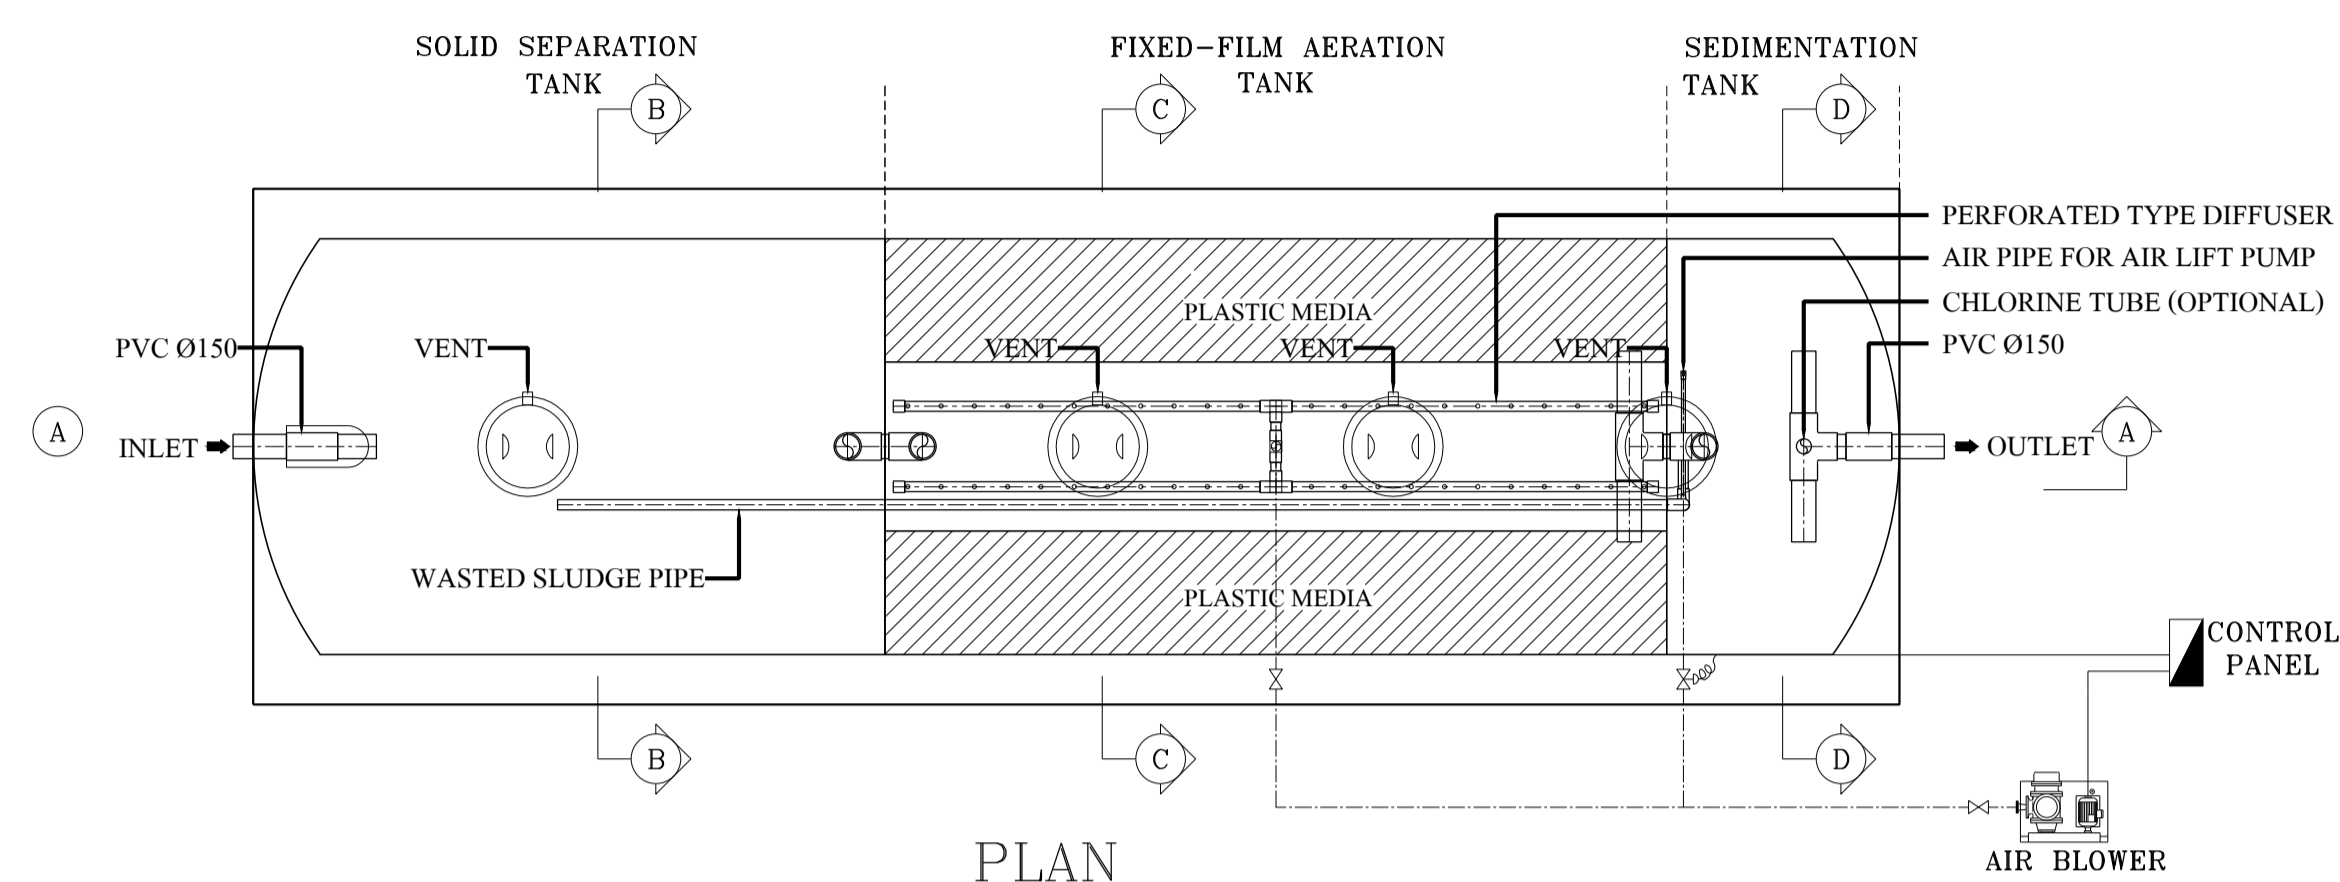 SOLID SEPARATION
TANK
FIXED-FILM AERATION
TANK
SEDIMENTATION
TANK
B
C
D
PERFORATED TYPE DIFFUSER
AIR PIPE FOR AIR LIFT PUMP
CHLORINE TUBE (OPTIONAL)
PVC Ø150
PLASTIC MEDIA
PVC Ø150
VENT
VENT
VENT
VENT
A
INLET
OUTLET
A
WASTED SLUDGE PIPE
PLASTIC MEDIA
CONTROL
PANEL
B
C
D
AIR BLOWER
PLAN